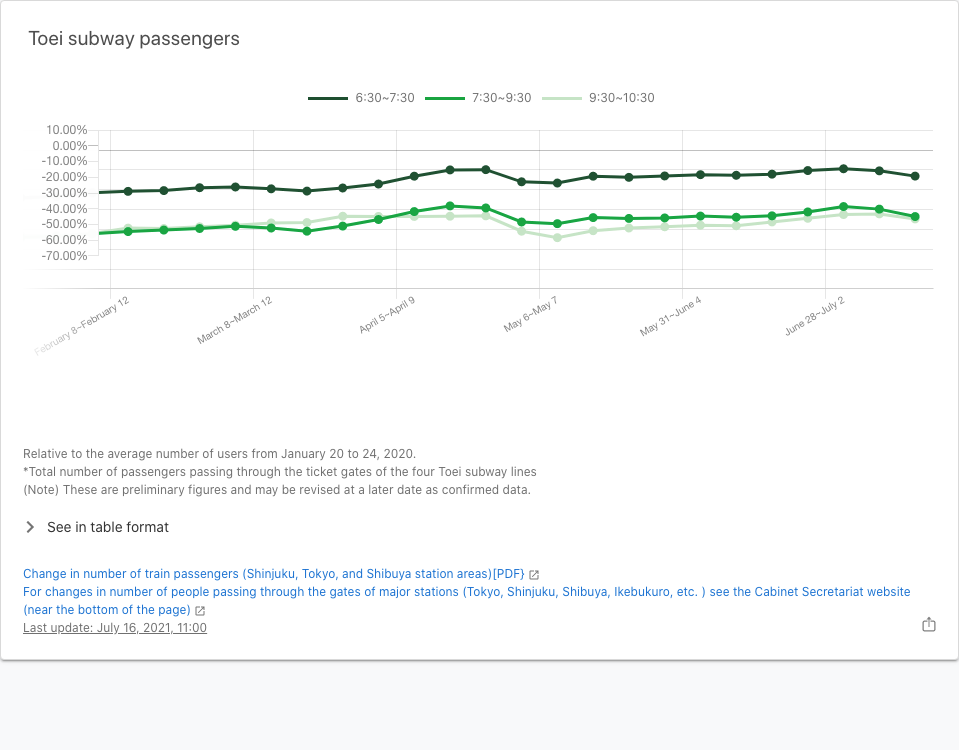 Toei subway passengers
6:30~7:30 7:30~9:30 9:30~10:30
10.00%
0.00%
-10.00%
-20.00%
-30.00%
-40.00%
-50.00%
-60.00%
-70.00%
February 8~February 12
March 8~March 12
April 5~April 9
May 6~May 7
May 31~June 4
June 28~July 2
Relative to the average number of users from January 20 to 24, 2020.
*Total number of passengers passing through the ticket gates of the four Toei subway lines
(Note) These are preliminary figures and may be revised at a later date as confirmed data.
See in table format
Change in number of train passengers (Shinjuku, Tokyo, and Shibuya station areas)[PDF}
For changes in number of people passing through the gates of major stations (Tokyo, Shinjuku, Shibuya, Ikebukuro, etc. ) see the Cabinet Secretariat website
(near the bottom of the page)
Last update: July 16, 2021, 11:00